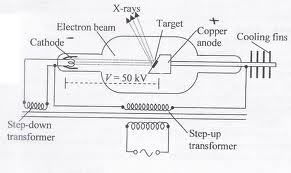 X-rays
Target
Electron beam
Copper
anode
+
Cooling fins
Cathode
-
V = 50 kV
Step-down
transformer
Step-up
transformer